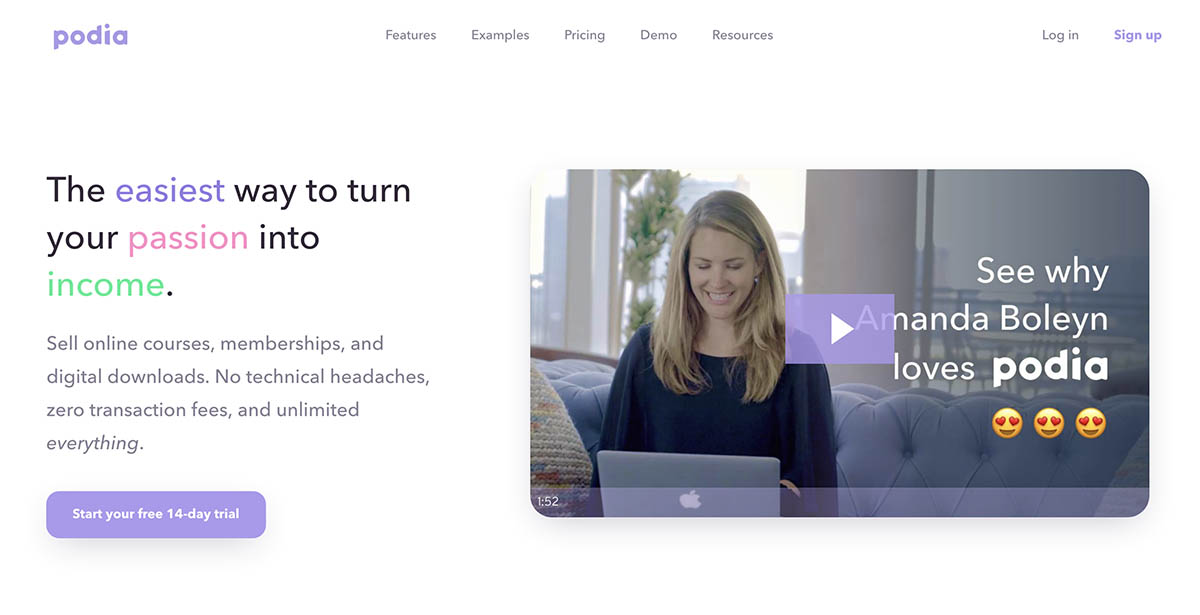 podia
Features
Examples
Pricing
Demo
Resources
Log in
Sign up
The easiest way to turn
your passion into
income.
Sell online courses, memberships, and
digital downloads. No technical headaches,
zero transaction fees, and unlimited
everything.
Start your free 14-day trial
See why
Amanda Boleyn
loves podia
😍 😍 😍
1:52